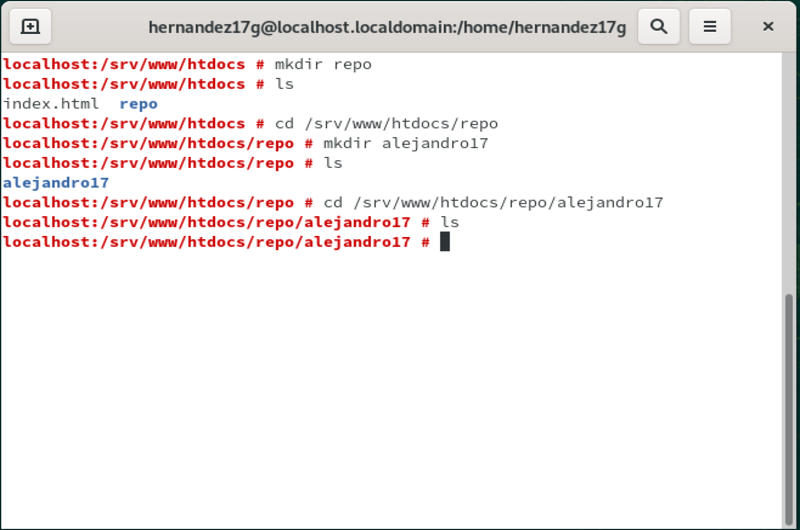 hernandez17g@localhost.localdomain:/home/hernandez17g
localhost:/srv/www/htdocs # mkdir repo
localhost:/srv/www/htdocs # ls
index.html  repo
localhost:/srv/www/htdocs # cd /srv/www/htdocs/repo
localhost:/srv/www/htdocs/repo # mkdir alejandro17
localhost:/srv/www/htdocs/repo # ls
alejandro17
localhost:/srv/www/htdocs/repo # cd /srv/www/htdocs/repo/alejandro17
localhost:/srv/www/htdocs/repo/alejandro17 # ls
localhost:/srv/www/htdocs/repo/alejandro17 #